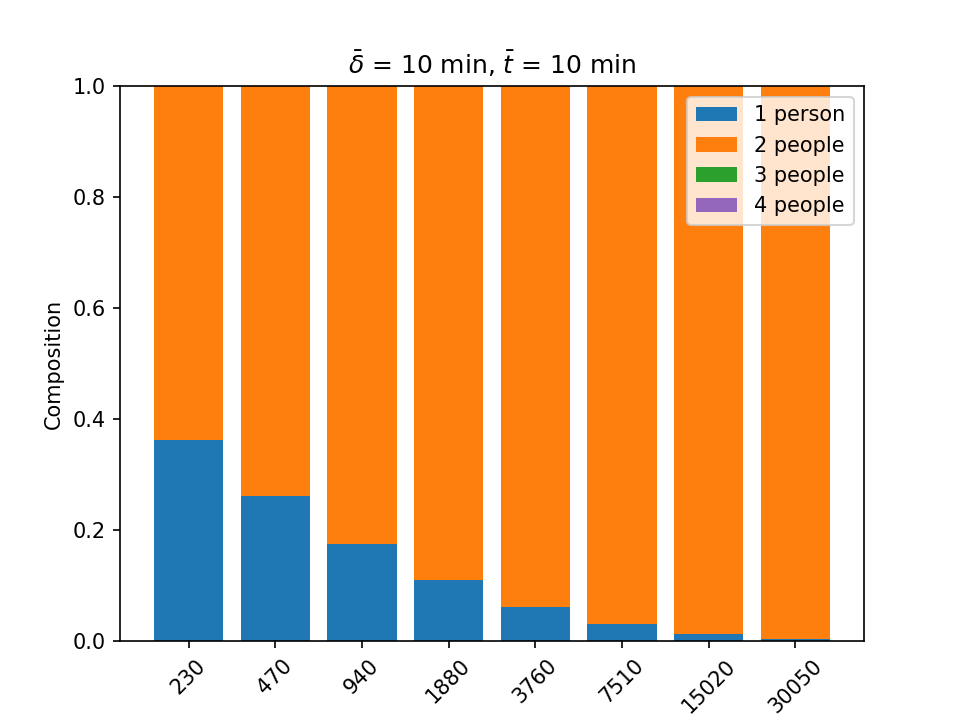 δ̄ = 10 min, t̄ = 10 min
1.0
0.8
0.6
0.4
0.2
0.0
Composition
1 person
2 people
3 people
4 people
230
470
940
1880
3760
7510
15020
30050